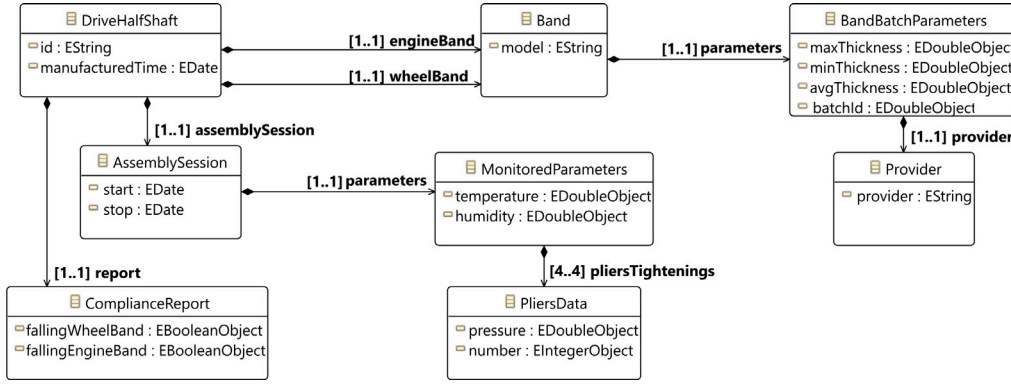 DriveHalfShaft
id : EString
manufacturedTime : EDate
[1..1] engineBand
[1..1] wheelBand
Band
model : EString
[1..1] parameters
BandBatchParameters
maxThickness : EDoubleObject
minThickness : EDoubleObject
avgThickness : EDoubleObject
batchId : EDoubleObject
[1..1] provider
Provider
provider : EString
[1..1] assemblySession
AssemblySession
start : EDate
stop : EDate
[1..1] parameters
MonitoredParameters
temperature : EDoubleObject
humidity : EDoubleObject
[4..4] pliersTightenings
PliersData
pressure : EDoubleObject
number : EIntegerObject
[1..1] report
ComplianceReport
fallingWheelBand : EBooleanObject
fallingEngineBand : EBooleanObject